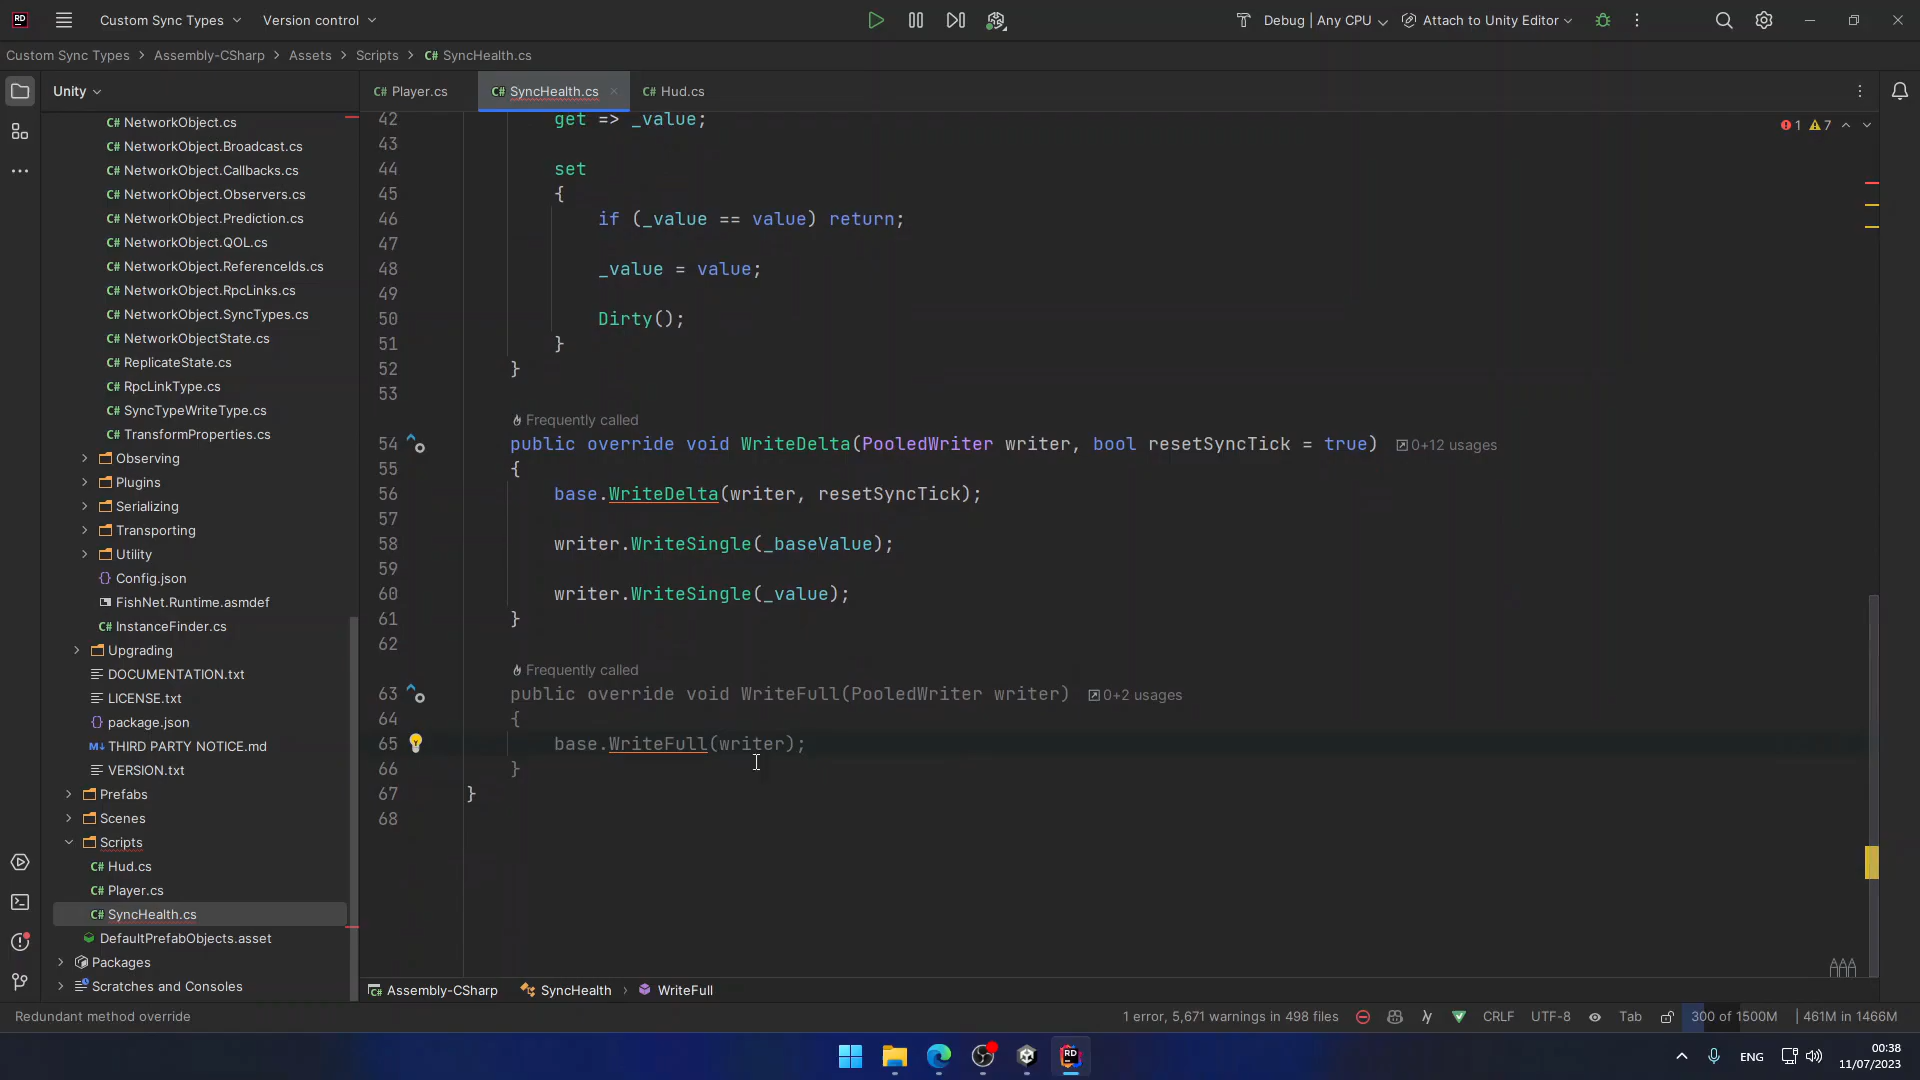 Custom Sync Types
Version control
Debug | Any CPU
Attach to Unity Editor
Custom Sync Types > Assembly-CSharp > Assets > Scripts > C# SyncHealth.cs
Unity
C# Player.cs
C# SyncHealth.cs
C# Hud.cs
C# NetworkObject.cs
C# NetworkObject.Broadcast.cs
C# NetworkObject.Callbacks.cs
C# NetworkObject.Observers.cs
C# NetworkObject.Prediction.cs
C# NetworkObject.QOL.cs
C# NetworkObject.ReferenceIds.cs
C# NetworkObject.RpcLinks.cs
C# NetworkObject.SyncTypes.cs
C# NetworkObjectState.cs
C# ReplicateState.cs
C# RpcLinkType.cs
C# SyncTypeWriteType.cs
C# TransformProperties.cs
Observing
Plugins
Serializing
Transporting
Utility
Config.json
FishNet.Runtime.asmdef
C# InstanceFinder.cs
Upgrading
DOCUMENTATION.txt
LICENSE.txt
package.json
M↓ THIRD PARTY NOTICE.md
VERSION.txt
Prefabs
Scenes
Scripts
C# Hud.cs
C# Player.cs
C# SyncHealth.cs
DefaultPrefabObjects.asset
Packages
Scratches and Consoles
1 7
42 get => _value;
43
44 set
45 {
46 if (_value == value) return;
47
48 _value = value;
49
50 Dirty();
51 }
52 }
53
Frequently called
54 public override void WriteDelta(PooledWriter writer, bool resetSyncTick = true) 0+12 usages
55 {
56 base.WriteDelta(writer, resetSyncTick);
57
58 writer.WriteSingle(_baseValue);
59
60 writer.WriteSingle(_value);
61 }
62
Frequently called
63 public override void WriteFull(PooledWriter writer) 0+2 usages
64 {
65 base.WriteFull(writer);
66 }
67 }
68
Assembly-CSharp
SyncHealth > WriteFull
Redundant method override
1 error, 5,671 warnings in 498 files
CRLF
UTF-8
Tab
300 of 1500M
461M in 1466M
RD
ENG
00:38
11/07/2023